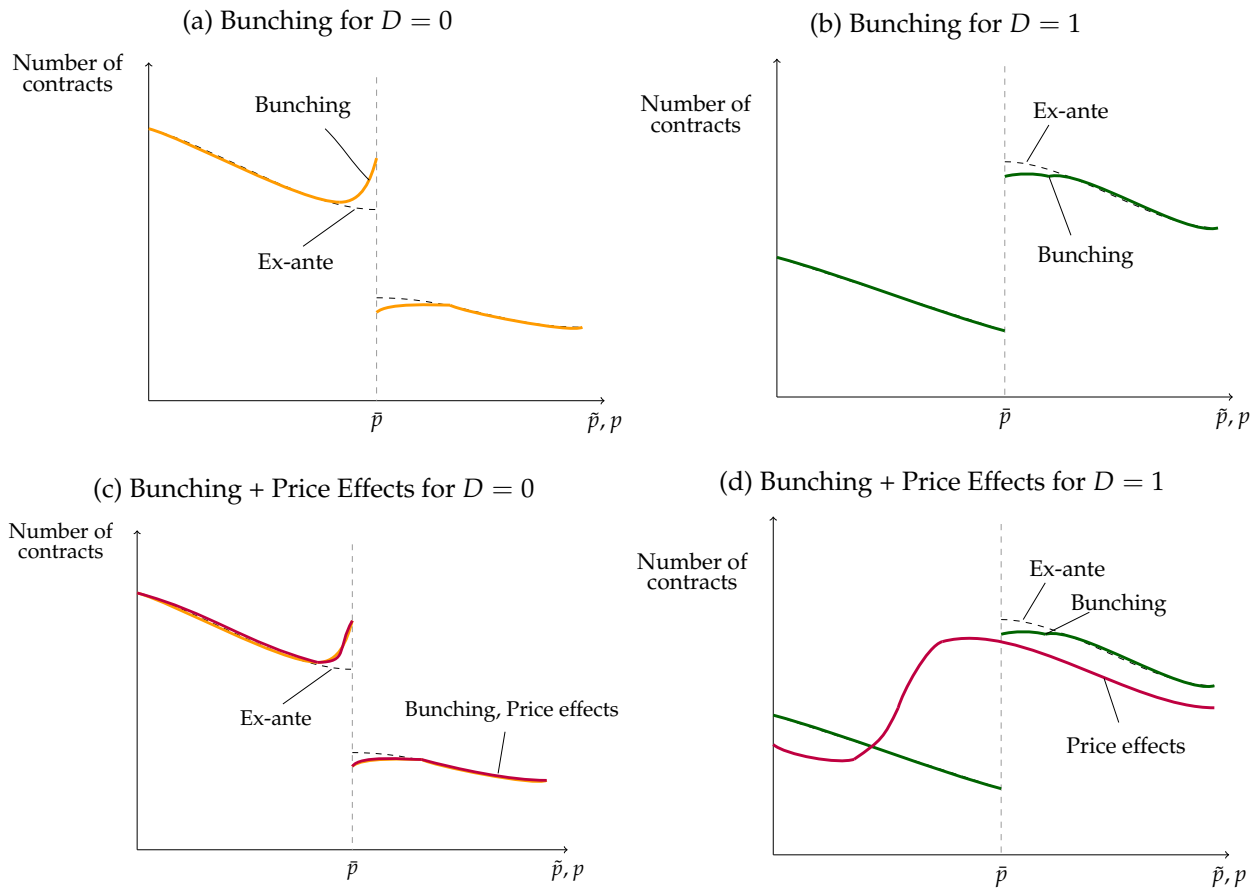 (a) Bunching for D = 0
Number of
contracts
Bunching
Ex-ante
p̄
p̃, p
(b) Bunching for D = 1
Number of
contracts
Ex-ante
Bunching
p̄
p̃, p
(c) Bunching + Price Effects for D = 0
Number of
contracts
Ex-ante
Bunching, Price effects
p̄
p̃, p
(d) Bunching + Price Effects for D = 1
Number of
contracts
Ex-ante
Bunching
Price effects
p̄
p̃, p